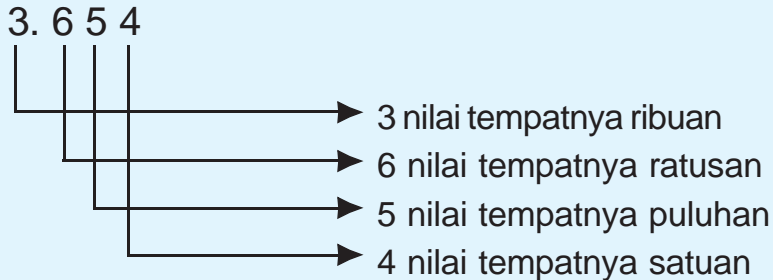 3. 6 5 4
3 nilai tempatnya ribuan
6 nilai tempatnya ratusan
5 nilai tempatnya puluhan
4 nilai tempatnya satuan